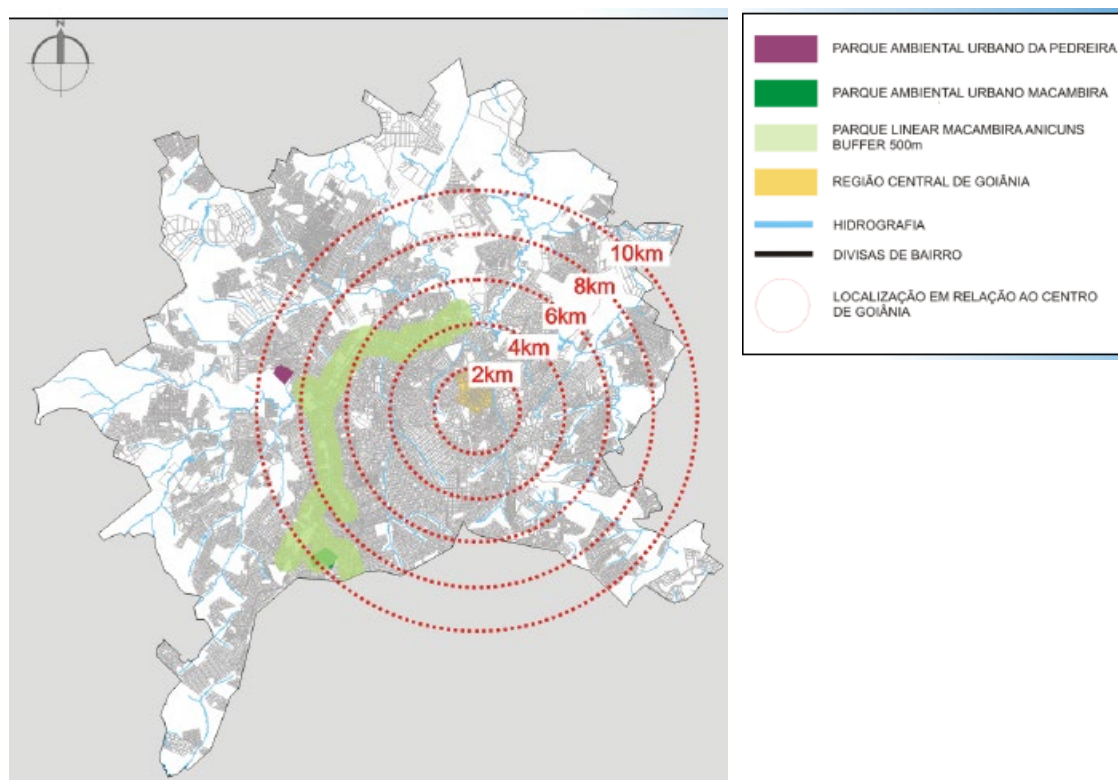 N
10km
8km
6km
4km
2km
PARQUE AMBIENTAL URBANO DA PEDREIRA
PARQUE AMBIENTAL URBANO MACAMBIRA
PARQUE LINEAR MACAMBIRA ANICUNS
BUFFER 500m
REGIÃO CENTRAL DE GOIÂNIA
HIDROGRAFIA
DIVISAS DE BAIRRO
LOCALIZAÇÃO EM RELAÇÃO AO CENTRO
DE GOIÂNIA